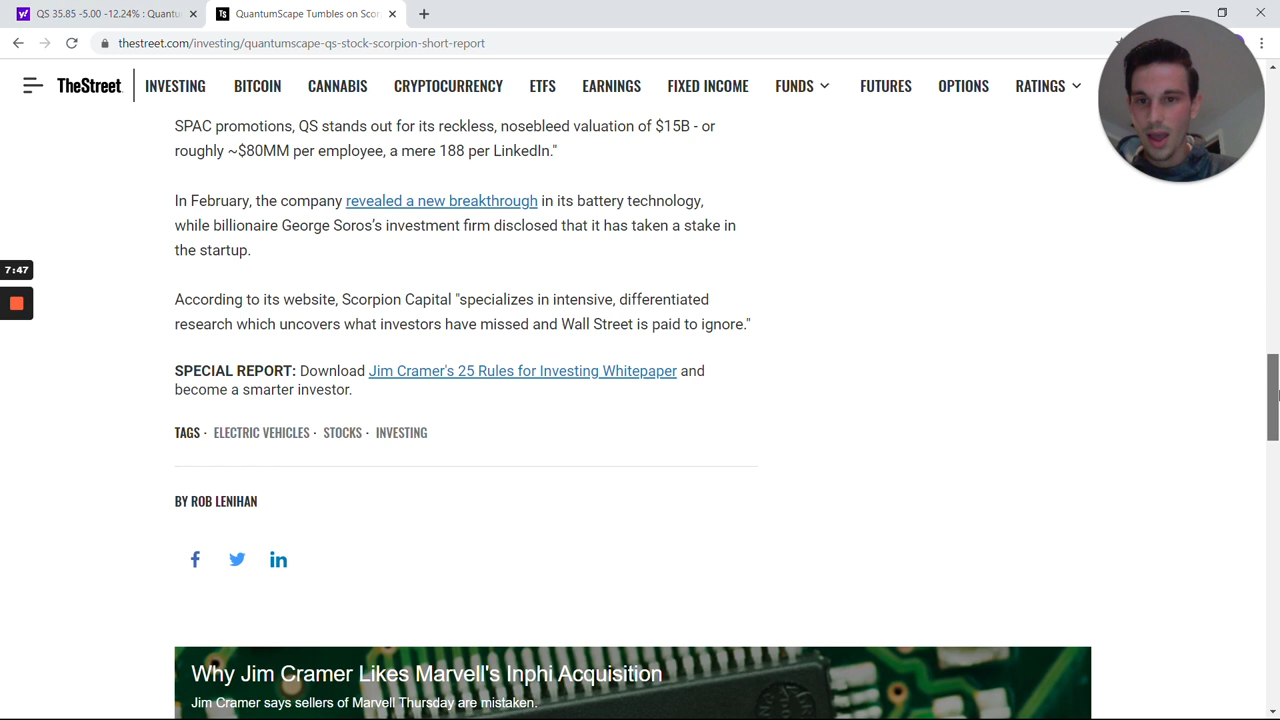 QS 35.85 -5.00 -12.24% : Quantu
QuantumScape Tumbles on Scor
thestreet.com/investing/quantumscape-qs-stock-scorpion-short-report
TheStreet
INVESTING BITCOIN CANNABIS CRYPTOCURRENCY ETFS EARNINGS FIXED INCOME FUNDS FUTURES OPTIONS RATINGS
SPAC promotions, QS stands out for its reckless, nosebleed valuation of $15B - or
roughly ~$80MM per employee, a mere 188 per LinkedIn."
In February, the company revealed a new breakthrough in its battery technology,
while billionaire George Soros’s investment firm disclosed that it has taken a stake in
the startup.
7:47
According to its website, Scorpion Capital "specializes in intensive, differentiated
research which uncovers what investors have missed and Wall Street is paid to ignore."
SPECIAL REPORT: Download Jim Cramer's 25 Rules for Investing Whitepaper and
become a smarter investor.
TAGS · ELECTRIC VEHICLES · STOCKS · INVESTING
BY ROB LENIHAN
Why Jim Cramer Likes Marvell's Inphi Acquisition
Jim Cramer says sellers of Marvell Thursday are mistaken.